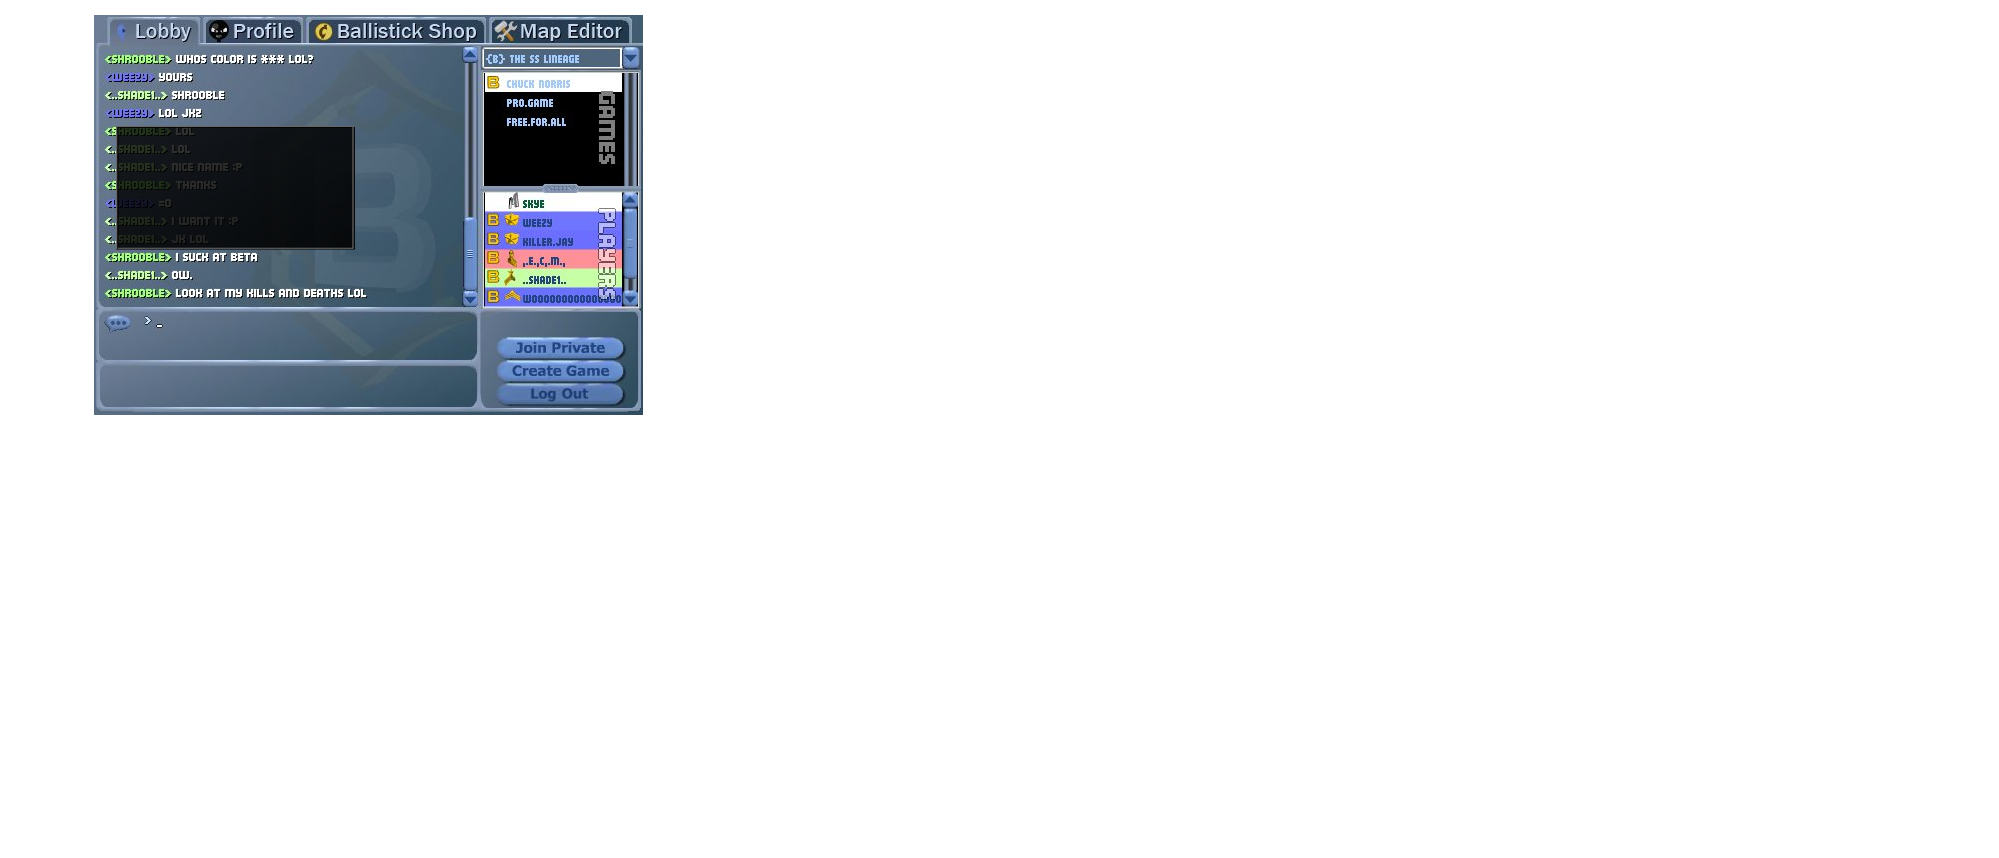 Lobby Profile Ballistick Shop Map Editor
<SHROOBLE> WHOS COLOR IS *** LOL?
<WEEZY> YOURS
<..SHADE1..> SHROOBLE
<WEEZY> LOL JKZ
<SHROOBLE> LOL
<..SHADE1..> LOL
<..SHADE1..> NICE NAME :P
<SHROOBLE> THANKS
<WEEZY> =O
<..SHADE1..> I WANT IT :P
<..SHADE1..> JK LOL
<SHROOBLE> I SUCK AT BETA
<..SHADE1..> OW.
<SHROOBLE> LOOK AT MY KILLS AND DEATHS LOL
> _
{B} THE SS LINEAGE
B CHUCK NORRIS
PRO.GAME
FREE.FOR.ALL
GAMES
SKYE
B WEEZY
B KILLER.JAY
B ,.E.,C,.M.,
B ..SHADE1..
B
PLAYERS
Join Private
Create Game
Log Out